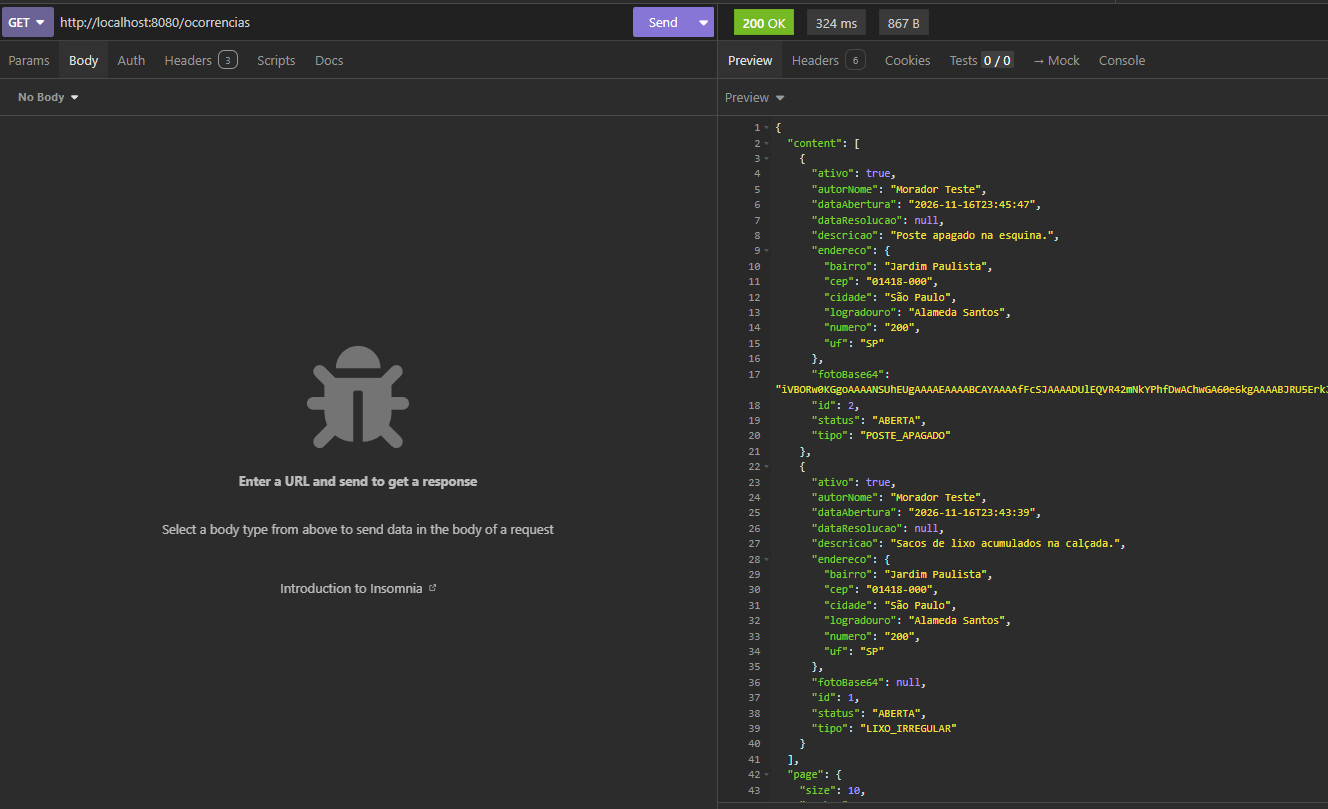 GET http://localhost:8080/ocorrencias Send 200 OK 324 ms 867 B
Params Body Auth Headers 3 Scripts Docs Preview Headers 6 Cookies Tests 0 / 0 → Mock Console
No Body Preview
Enter a URL and send to get a response
Select a body type from above to send data in the body of a request
Introduction to Insomnia
1 {
2 "content": [
3 {
4 "ativo": true,
5 "autorNome": "Morador Teste",
6 "dataAbertura": "2026-11-16T23:45:47",
7 "dataResolucao": null,
8 "descricao": "Poste apagado na esquina.",
9 "endereco": {
10 "bairro": "Jardim Paulista",
11 "cep": "01418-000",
12 "cidade": "São Paulo",
13 "logradouro": "Alameda Santos",
14 "numero": "200",
15 "uf": "SP"
16 },
17 "fotoBase64":
"iVBORw0KGgoAAAANSUhEUgAAAAEAAAABCAYAAAAfFcSJAAAADUlEQVR42mNkYPhfDwAChwGA60e6kgAAAABJRU5Erk
18 "id": 2,
19 "status": "ABERTA",
20 "tipo": "POSTE_APAGADO"
21 },
22 {
23 "ativo": true,
24 "autorNome": "Morador Teste",
25 "dataAbertura": "2026-11-16T23:43:39",
26 "dataResolucao": null,
27 "descricao": "Sacos de lixo acumulados na calçada.",
28 "endereco": {
29 "bairro": "Jardim Paulista",
30 "cep": "01418-000",
31 "cidade": "São Paulo",
32 "logradouro": "Alameda Santos",
33 "numero": "200",
34 "uf": "SP"
35 },
36 "fotoBase64": null,
37 "id": 1,
38 "status": "ABERTA",
39 "tipo": "LIXO_IRREGULAR"
40 }
41 ],
42 "page": {
43 "size": 10,